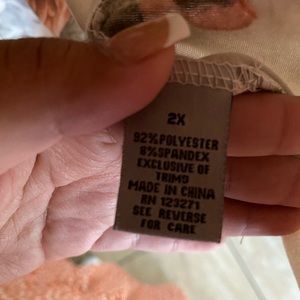 2X
92%POLYESTER
8%SPANDEX
EXCLUSIVE OF
TRIMS
MADE IN CHINA
RN 123271
SEE REVERSE
FOR CARE